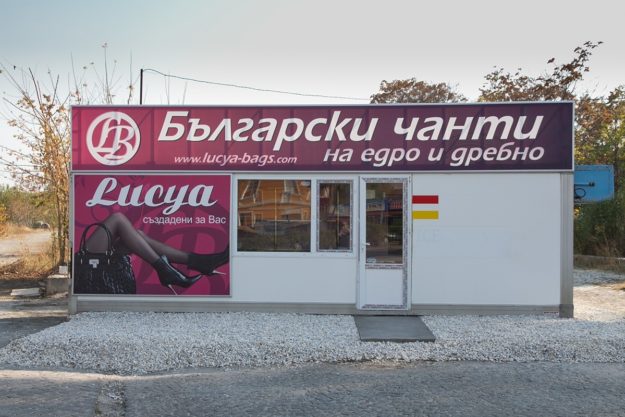 LB
Български чанти
www.lucya-bags.com
на едро и дребно
Lucya
създадени за Вас